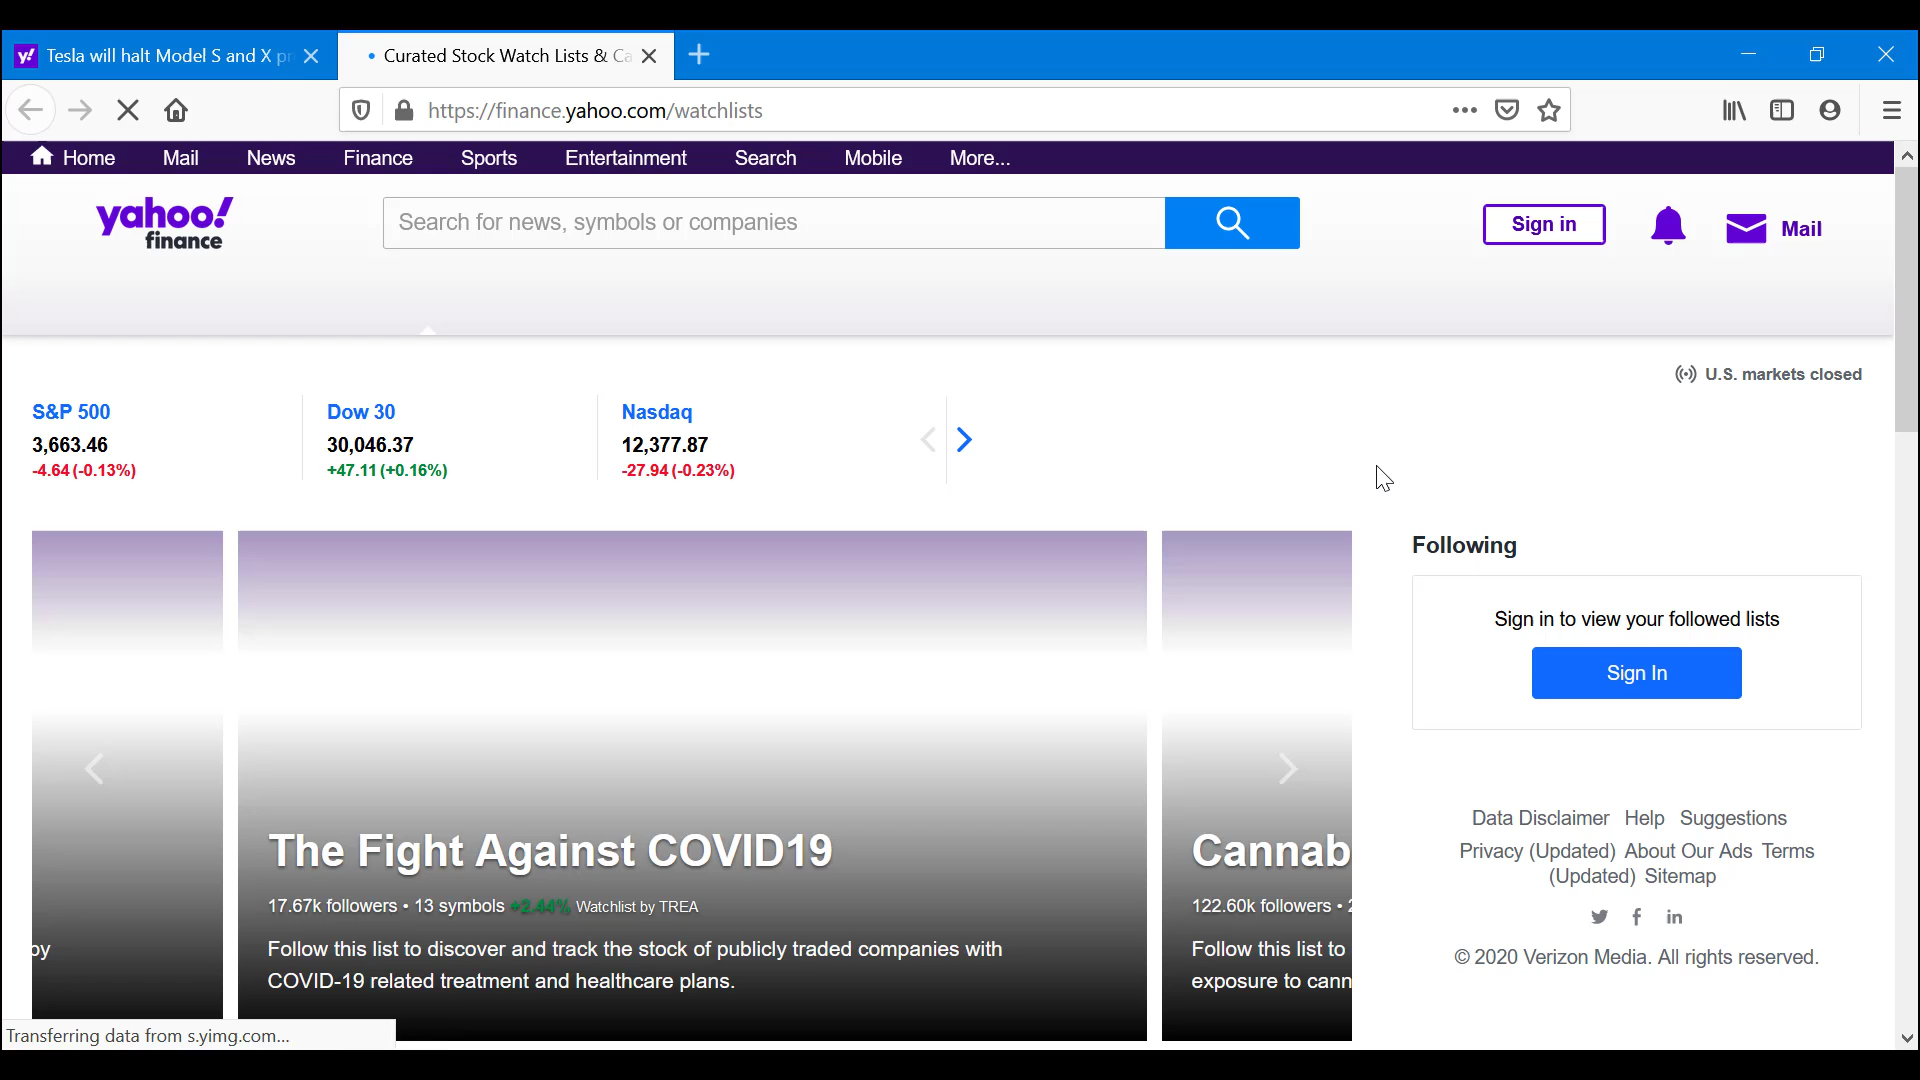 Tesla will halt Model S and X pr
Curated Stock Watch Lists & Ca
https://finance.yahoo.com/watchlists
Home Mail News Finance Sports Entertainment Search Mobile More...
yahoo!
finance
Search for news, symbols or companies
Sign in
Mail
U.S. markets closed
S&P 500
3,663.46
-4.64 (-0.13%)
Dow 30
30,046.37
+47.11 (+0.16%)
Nasdaq
12,377.87
-27.94 (-0.23%)
Following
Sign in to view your followed lists
Sign In
by
The Fight Against COVID19
17.67k followers • 13 symbols +2.44% Watchlist by TREA
Follow this list to discover and track the stock of publicly traded companies with
COVID-19 related treatment and healthcare plans.
Cannab
122.60k followers • 2
Follow this list to
exposure to cann
Data Disclaimer Help Suggestions
Privacy (Updated) About Our Ads Terms
(Updated) Sitemap
© 2020 Verizon Media. All rights reserved.
Transferring data from s.yimg.com...